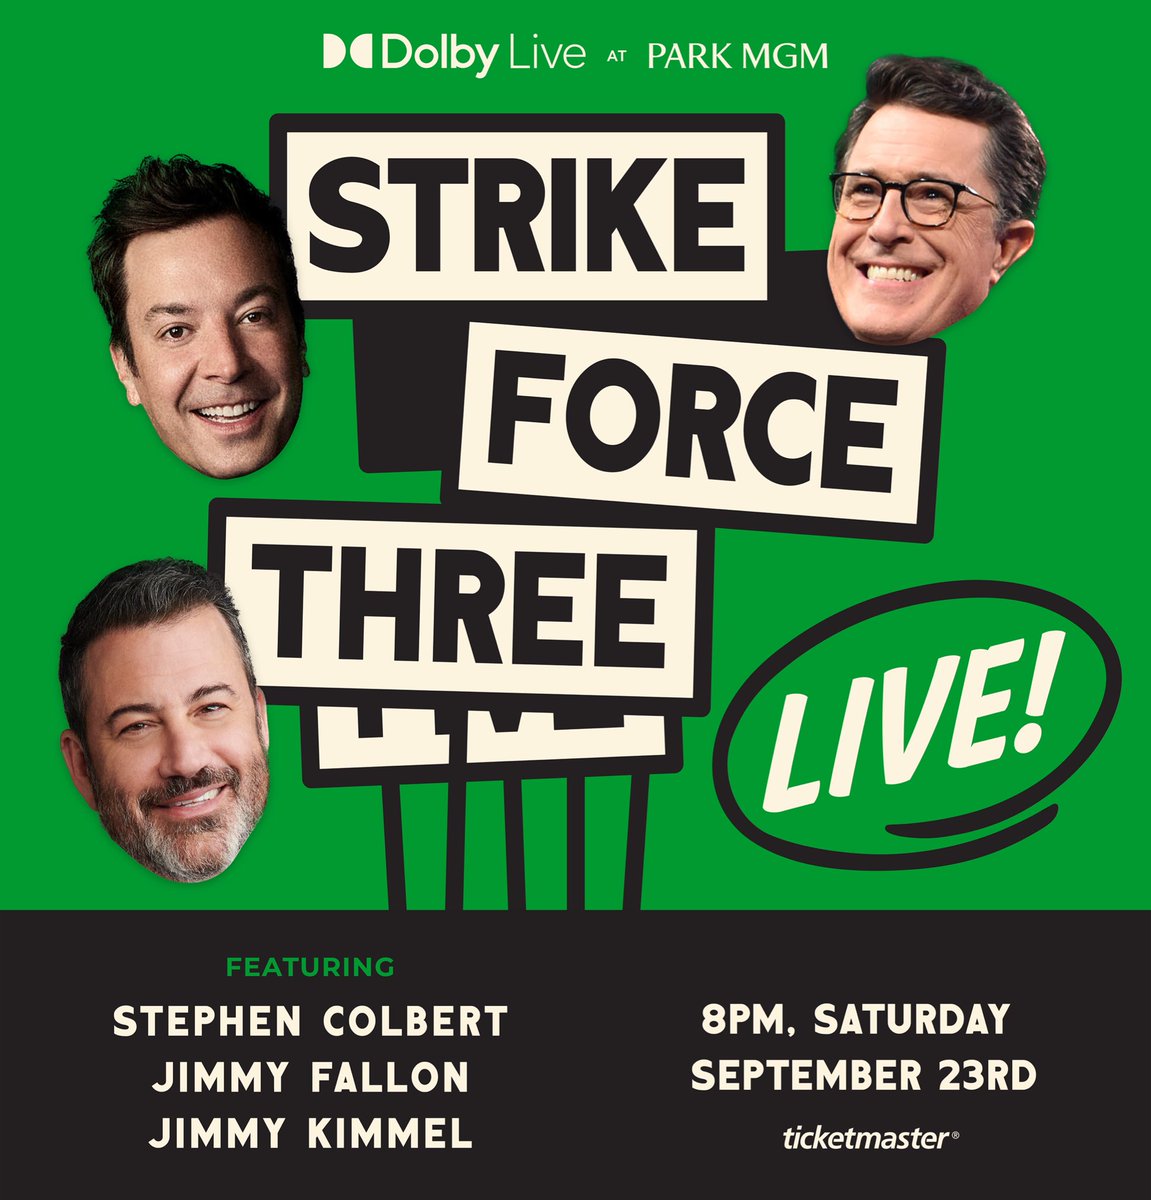 Dolby Live AT PARK MGM
STRIKE
FORCE
THREE
LIVE!
FEATURING
STEPHEN COLBERT
JIMMY FALLON
JIMMY KIMMEL
8PM, SATURDAY
SEPTEMBER 23RD
ticketmaster®